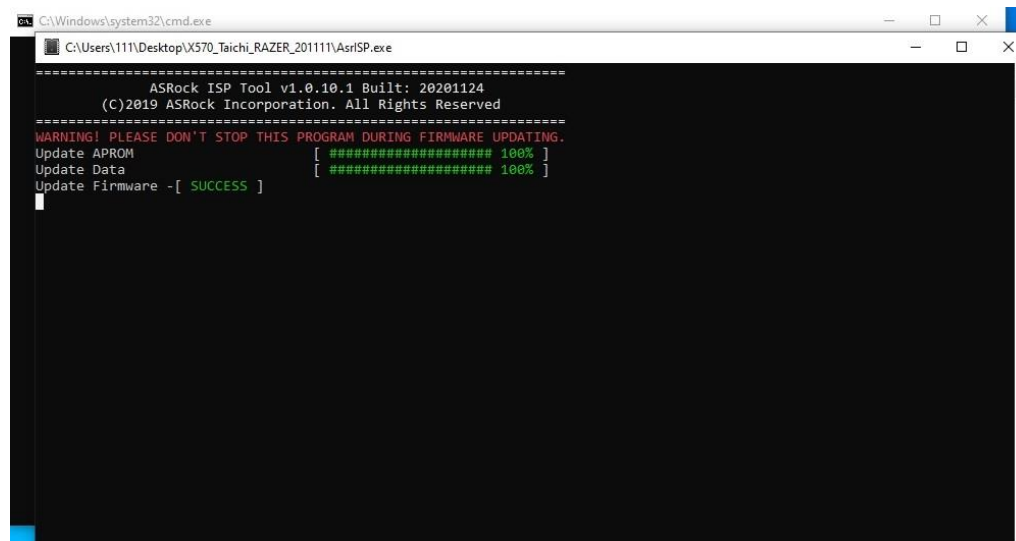 C:\Windows\system32\cmd.exe
C:\Users\111\Desktop\X570_Taichi_RAZER_201111\AsrISP.exe
=================================================================
ASRock ISP Tool v1.0.10.1 Built: 20201124
(C)2019 ASRock Incorporation. All Rights Reserved
=================================================================
WARNING! PLEASE DON'T STOP THIS PROGRAM DURING FIRMWARE UPDATING.
Update APROM [ #################### 100% ]
Update Data [ #################### 100% ]
Update Firmware -[ SUCCESS ]